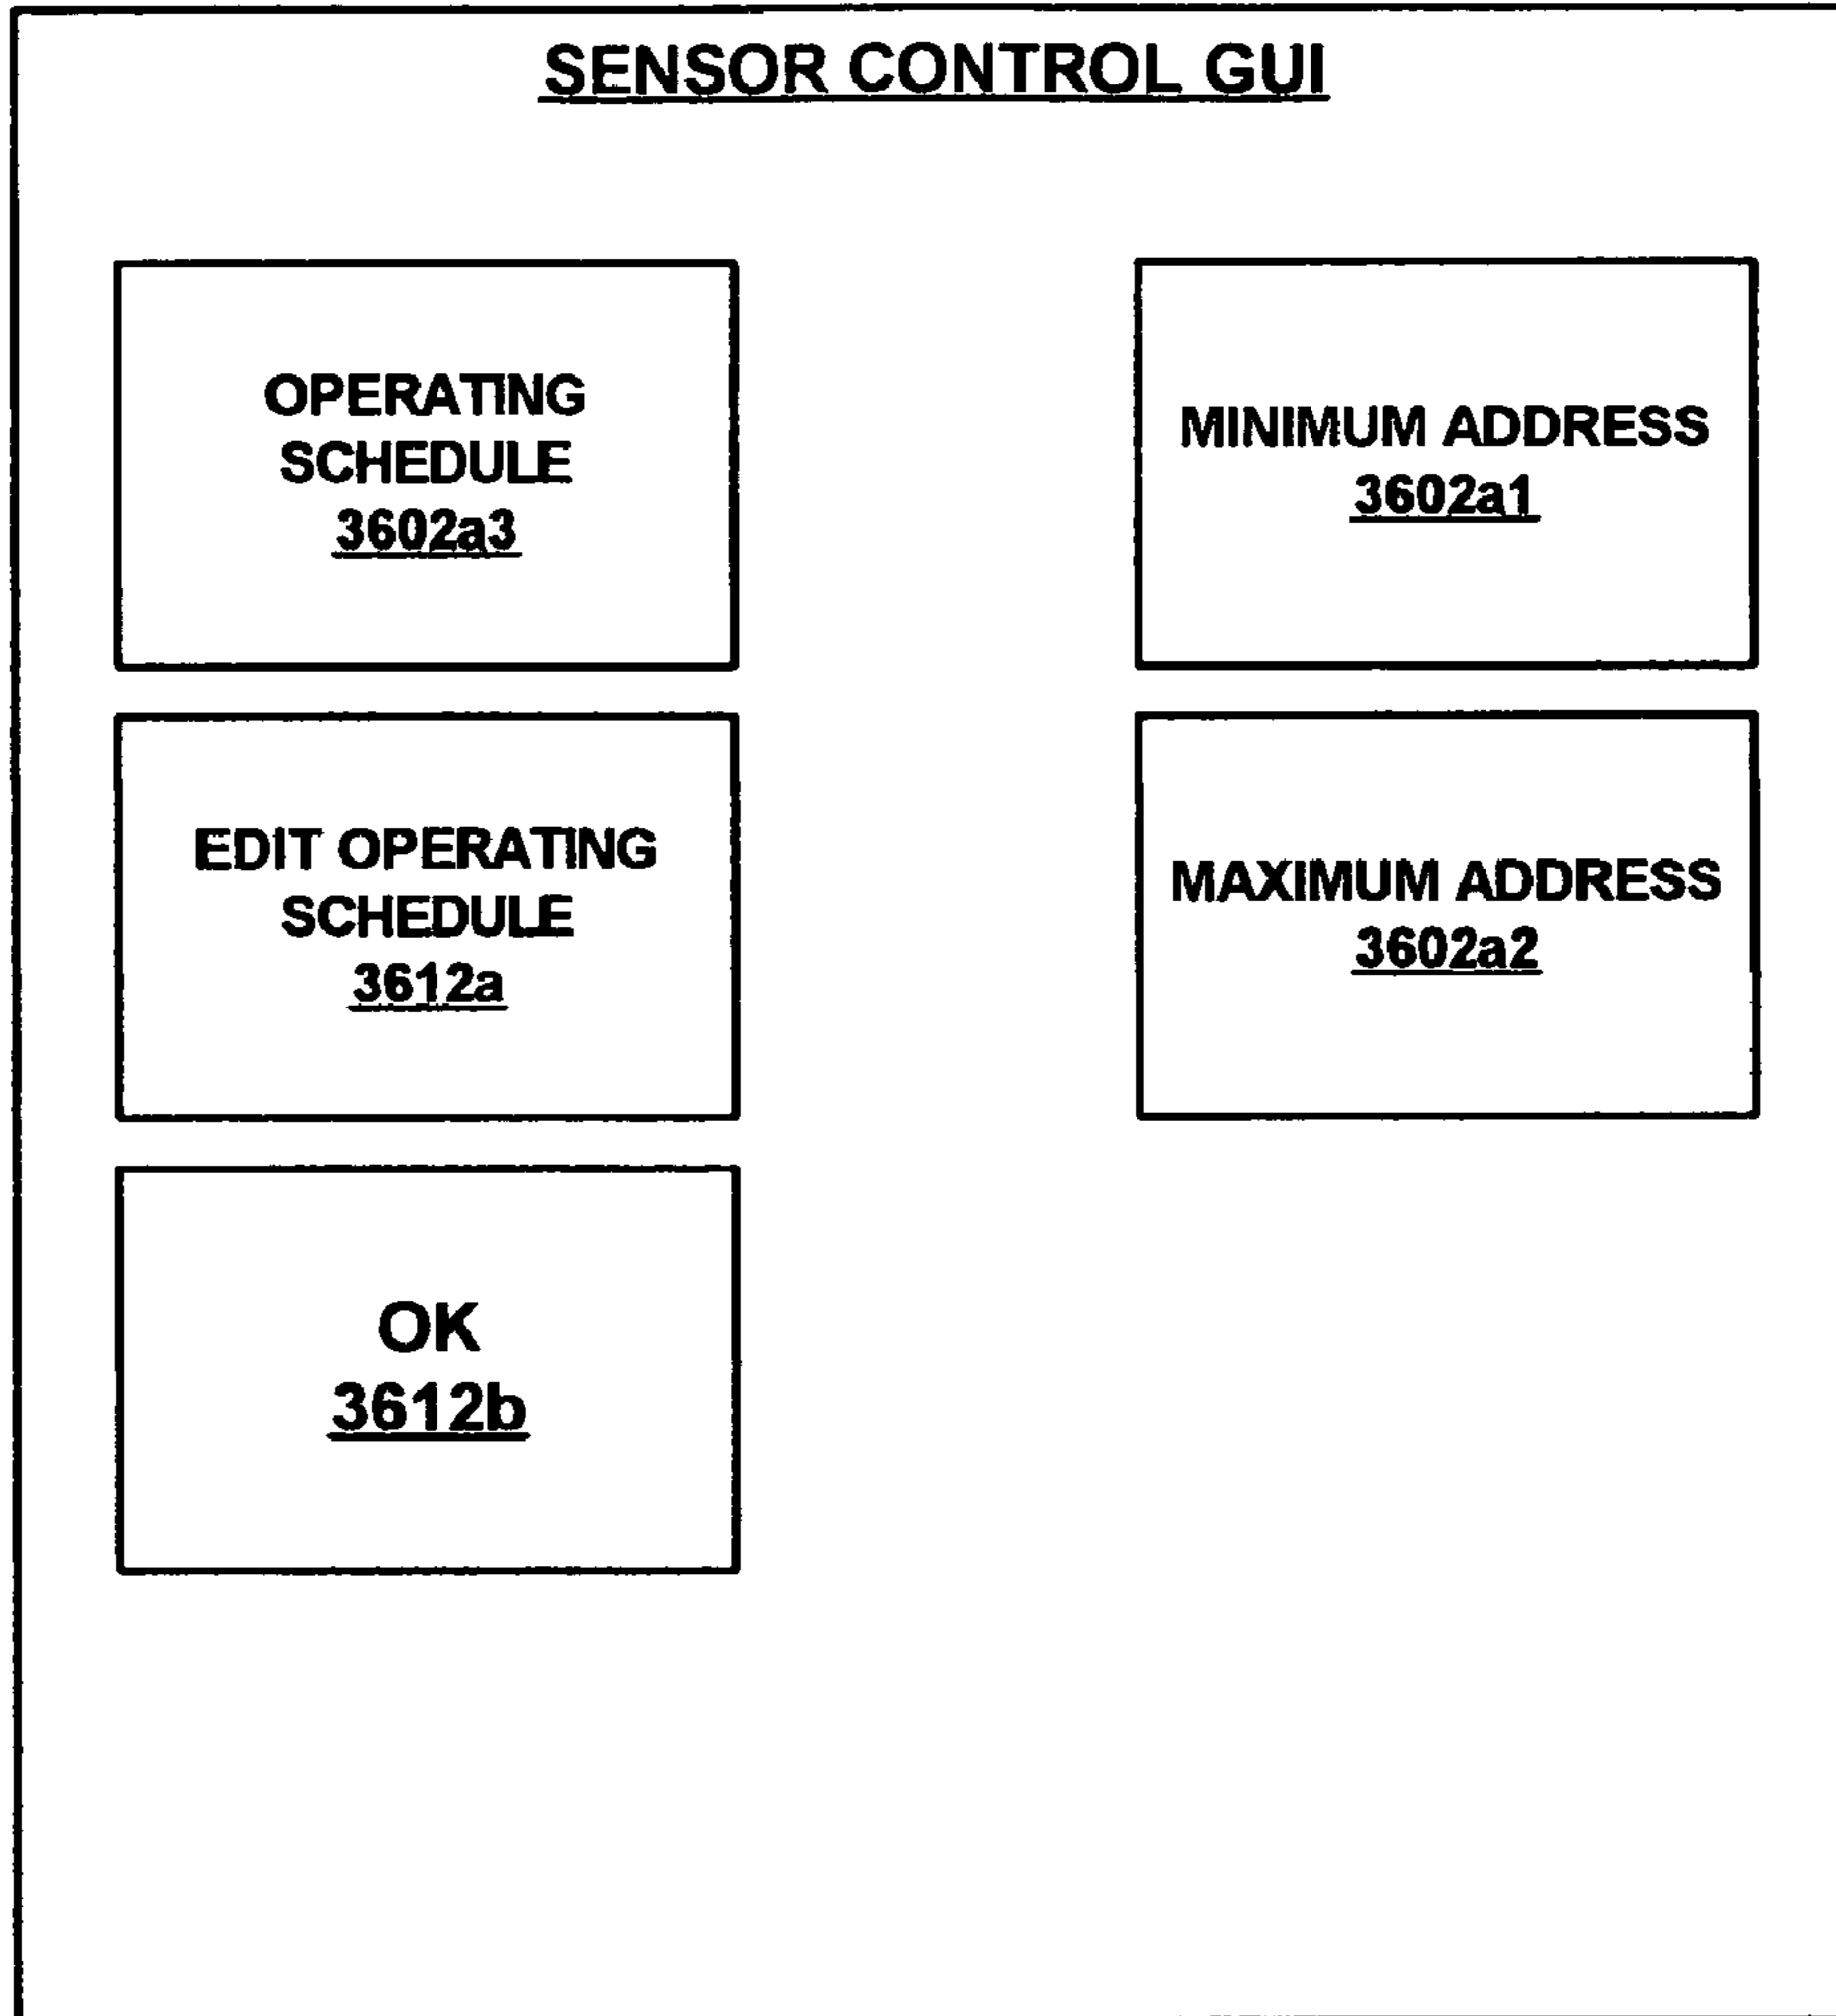 SENSOR CONTROL GUI
OPERATING
SCHEDULE
3602a3
MINIMUM ADDRESS
3602a1
EDIT OPERATING
SCHEDULE
3612a
MAXIMUM ADDRESS
3602a2
OK
3612b